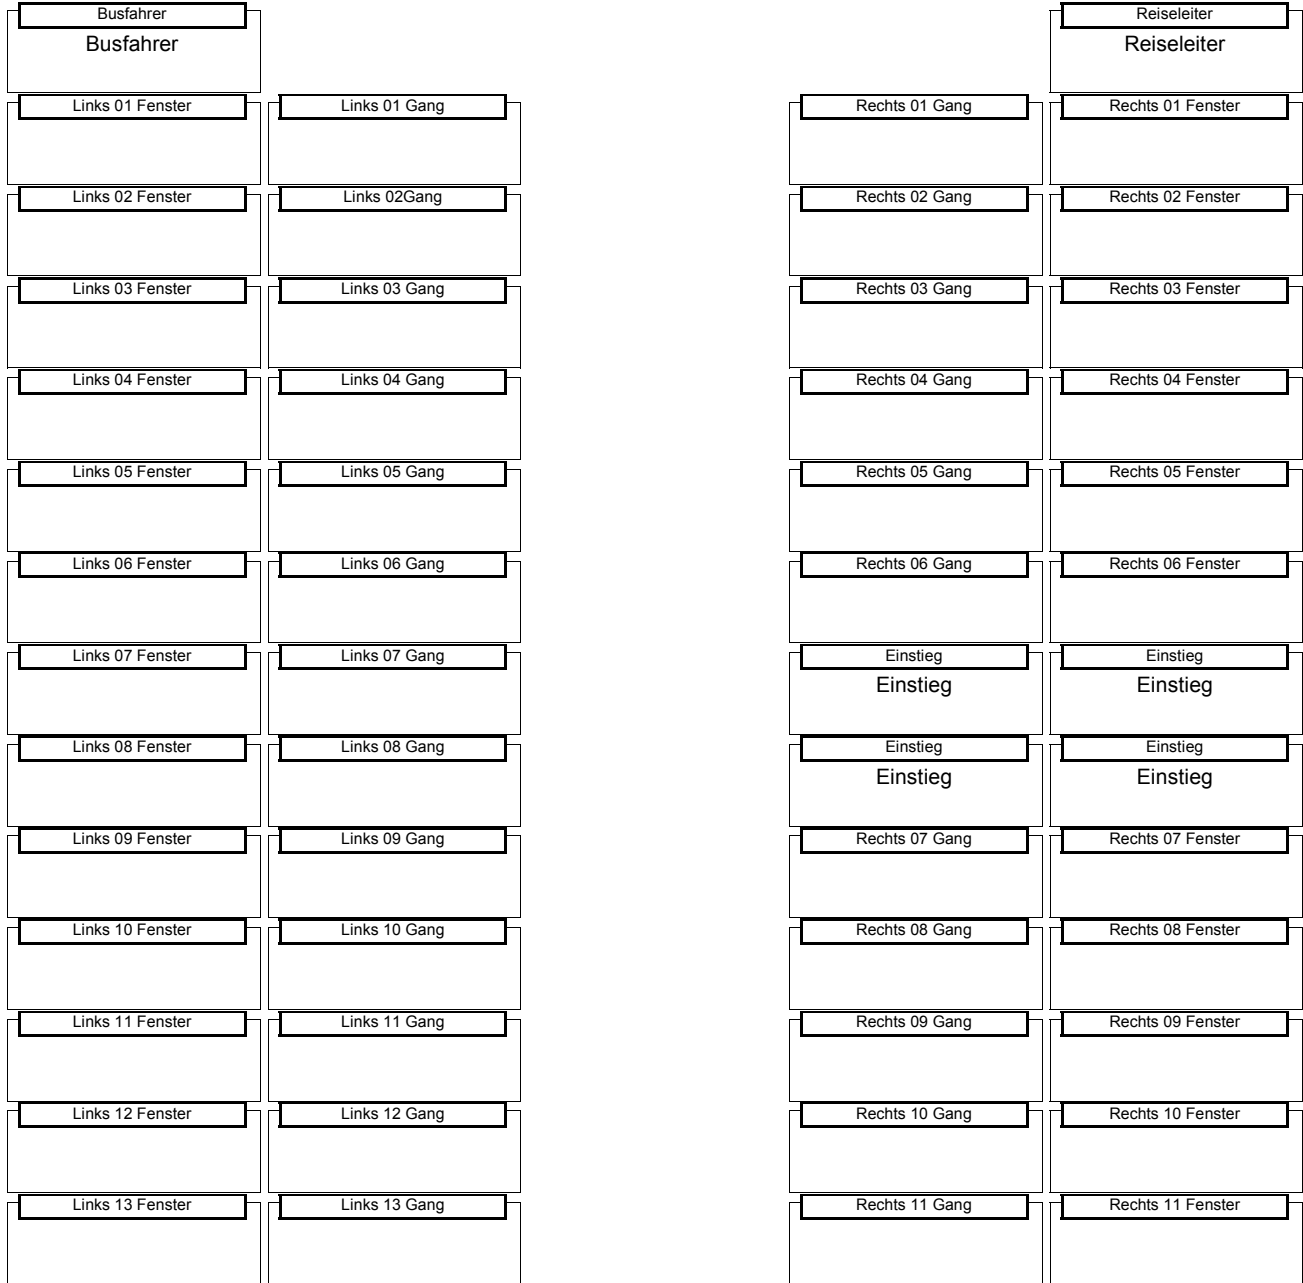 Busfahrer Reiseleiter
Busfahrer Reiseleiter
Links 01 Fenster Links 01 Gang Rechts 01 Gang Rechts 01 Fenster
Links 02 Fenster Links 02Gang Rechts 02 Gang Rechts 02 Fenster
Links 03 Fenster Links 03 Gang Rechts 03 Gang Rechts 03 Fenster
Links 04 Fenster Links 04 Gang Rechts 04 Gang Rechts 04 Fenster
Links 05 Fenster Links 05 Gang Rechts 05 Gang Rechts 05 Fenster
Links 06 Fenster Links 06 Gang Rechts 06 Gang Rechts 06 Fenster
Links 07 Fenster Links 07 Gang Einstieg Einstieg
Einstieg Einstieg
Links 08 Fenster Links 08 Gang Einstieg Einstieg
Einstieg Einstieg
Links 09 Fenster Links 09 Gang Rechts 07 Gang Rechts 07 Fenster
Links 10 Fenster Links 10 Gang Rechts 08 Gang Rechts 08 Fenster
Links 11 Fenster Links 11 Gang Rechts 09 Gang Rechts 09 Fenster
Links 12 Fenster Links 12 Gang Rechts 10 Gang Rechts 10 Fenster
Links 13 Fenster Links 13 Gang Rechts 11 Gang Rechts 11 Fenster